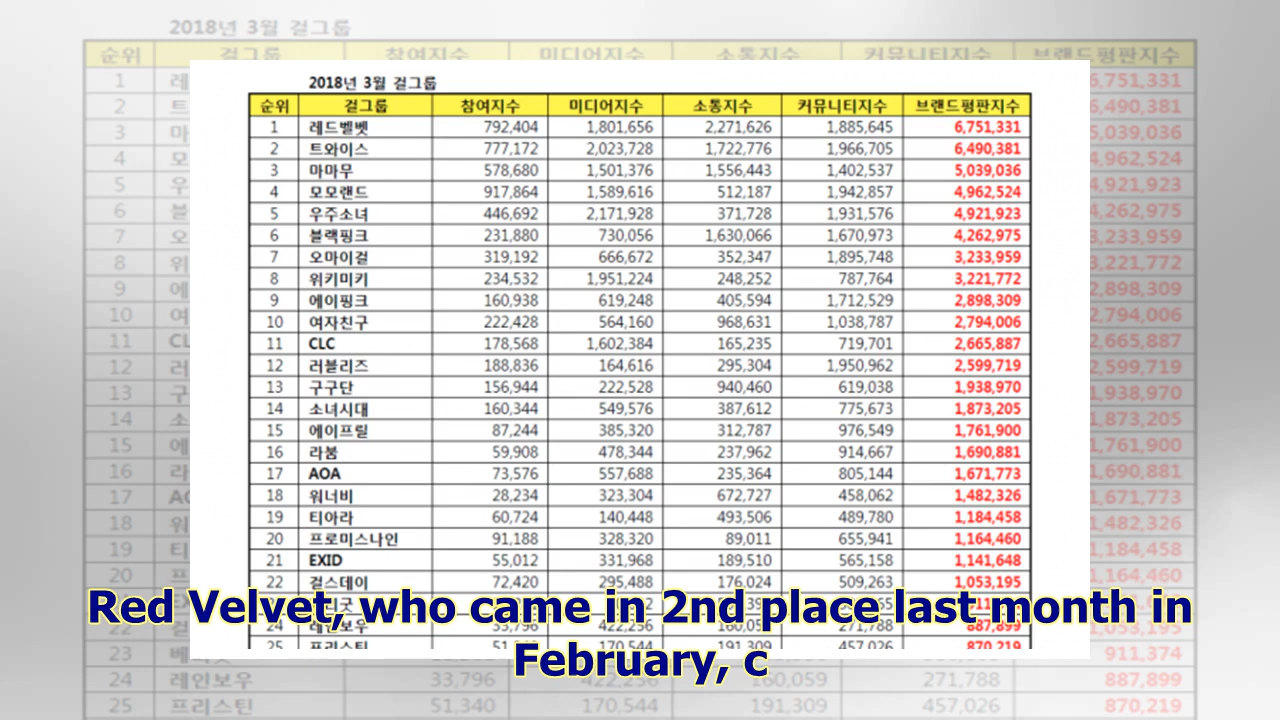 2018년 3월 걸그룹
순위 걸그룹 참여지수 미디어지수 소통지수 커뮤니티지수 브랜드평판지수
1 레드벨벳 792,404 1,801,656 2,271,626 1,885,645 6,751,331
2 트와이스 777,172 2,023,728 1,722,776 1,966,705 6,490,381
3 마마무 578,680 1,501,376 1,556,443 1,402,537 5,039,036
4 모모랜드 917,864 1,589,616 512,187 1,942,857 4,962,524
5 우주소녀 446,692 2,171,928 371,728 1,931,576 4,921,923
6 블랙핑크 231,880 730,056 1,630,066 1,670,973 4,262,975
7 오마이걸 319,192 666,672 352,347 1,895,748 3,233,959
8 위키미키 234,532 1,951,224 248,252 787,764 3,221,772
9 에이핑크 160,938 619,248 405,594 1,712,529 2,898,309
10 여자친구 222,428 564,160 968,631 1,038,787 2,794,006
11 CLC 178,568 1,602,384 165,235 719,701 2,665,887
12 러블리즈 188,836 164,616 295,304 1,950,962 2,599,719
13 구구단 156,944 222,528 940,460 619,038 1,938,970
14 소녀시대 160,344 549,576 387,612 775,673 1,873,205
15 에이프릴 87,244 385,320 312,787 976,549 1,761,900
16 라붐 59,908 478,344 237,962 914,667 1,690,881
17 AOA 73,576 557,688 235,364 805,144 1,671,773
18 워너비 28,234 323,304 672,727 458,062 1,482,326
19 티아라 60,724 140,448 493,506 489,780 1,184,458
20 프로미스나인 91,188 328,320 89,011 655,941 1,164,460
21 EXID 55,012 331,968 189,510 565,158 1,141,648
22 걸스데이 72,420 295,488 176,024 509,263 1,053,195
Red Velvet, who came in 2nd place last month in
February, c
23 911,374
24 레인보우 33,796 422,256 160,059 271,788 887,899
25 프리스틴 51,340 170,544 191,309 457,026 870,219